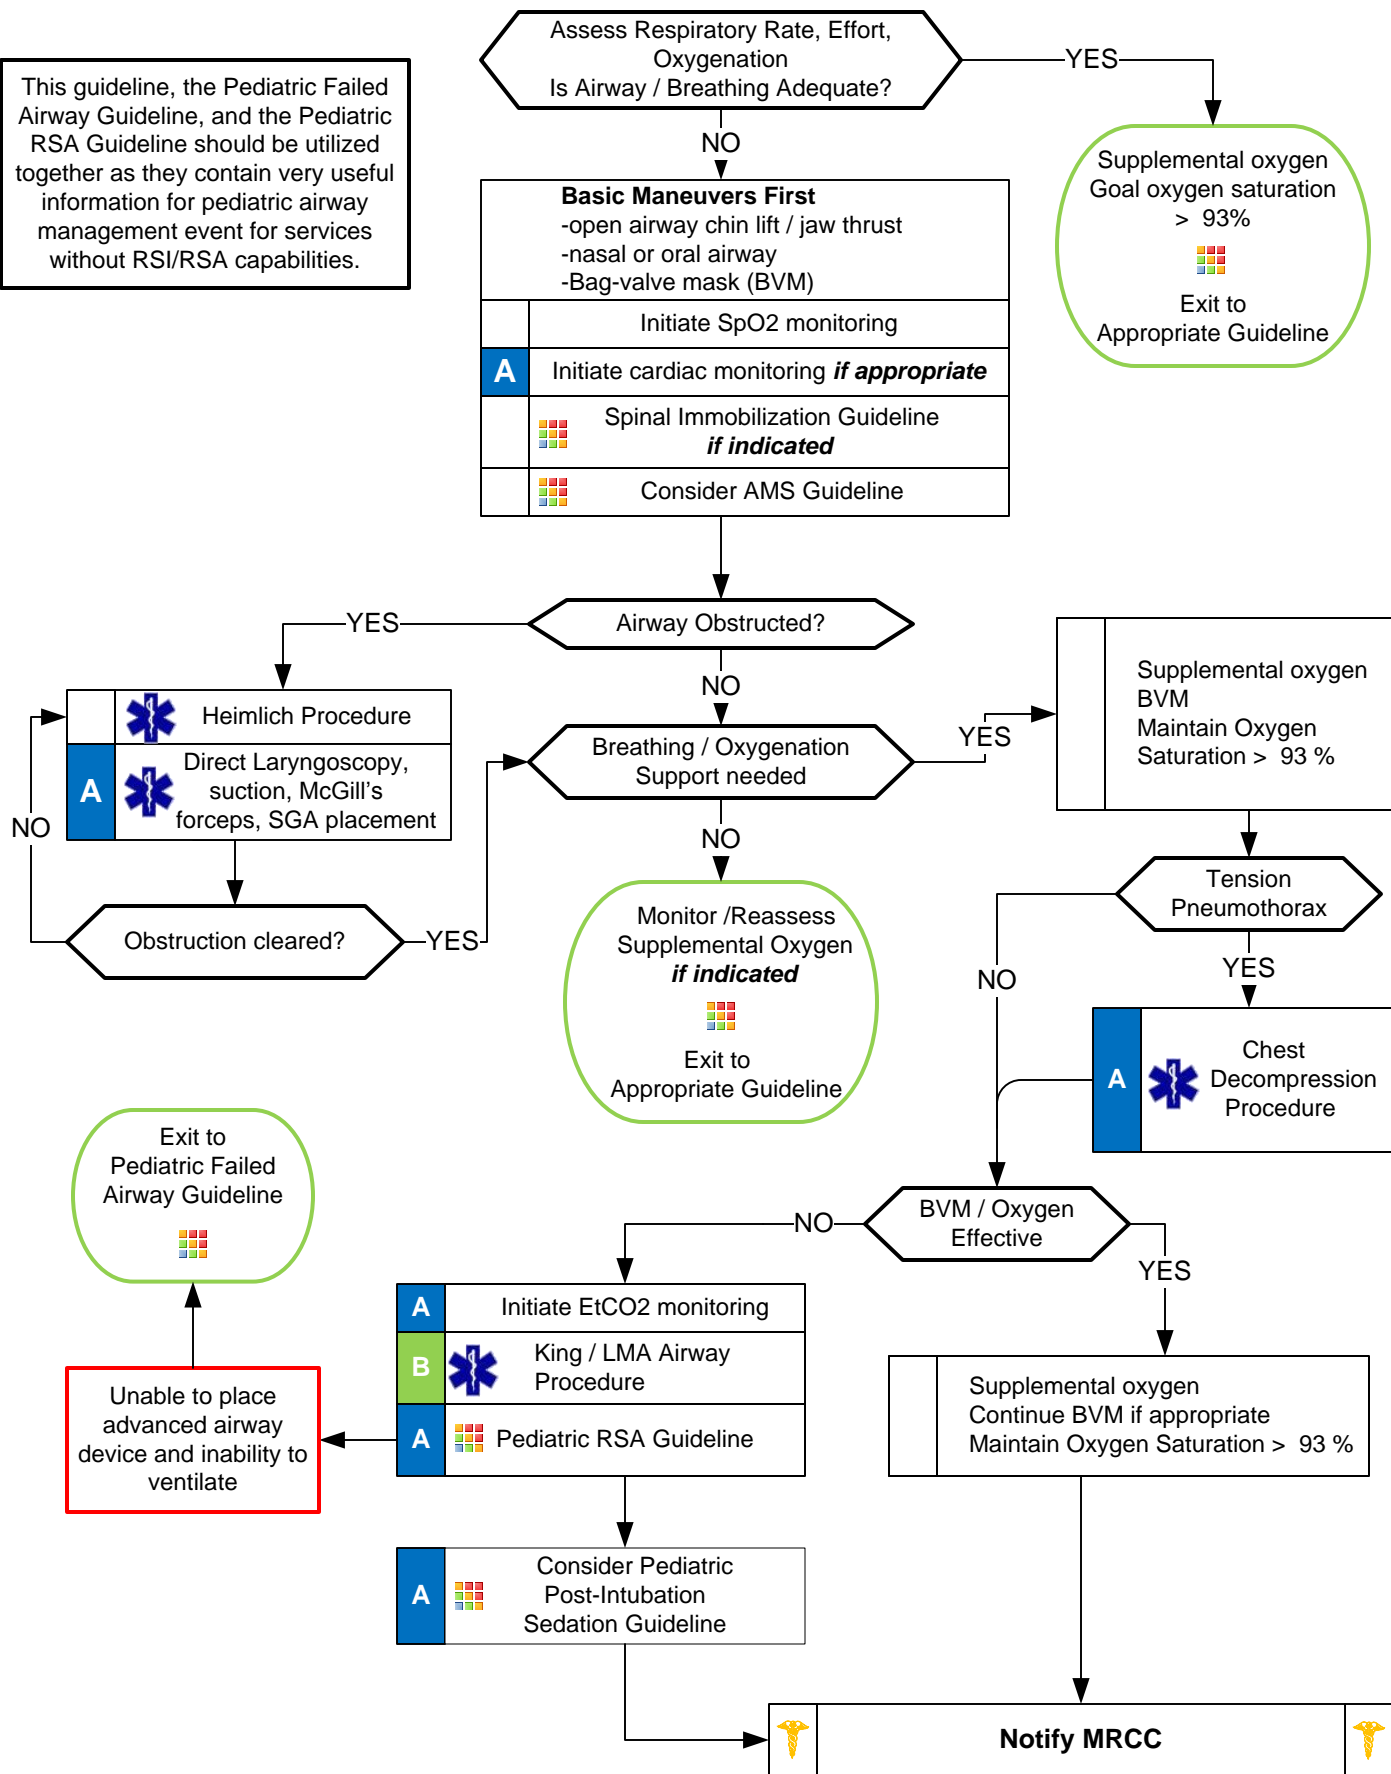 Assess Respiratory Rate, Effort,
Oxygenation
Is Airway / Breathing Adequate?
YES
This guideline, the Pediatric Failed
Airway Guideline, and the Pediatric
RSA Guideline should be utilized
together as they contain very useful
information for pediatric airway
management event for services
without RSI/RSA capabilities.
NO
Supplemental oxygen
Goal oxygen saturation
> 93%
Exit to
Appropriate Guideline
Basic Maneuvers First
-open airway chin lift / jaw thrust
-nasal or oral airway
-Bag-valve mask (BVM)
Initiate SpO2 monitoring
A
Initiate cardiac monitoring if appropriate
Spinal Immobilization Guideline
if indicated
Consider AMS Guideline
Airway Obstructed?
YES
NO
Heimlich Procedure
A
Direct Laryngoscopy,
suction, McGill's
forceps, SGA placement
NO
Obstruction cleared?
YES
Breathing / Oxygenation
Support needed
YES
NO
Supplemental oxygen
BVM
Maintain Oxygen
Saturation > 93 %
Monitor /Reassess
Supplemental Oxygen
if indicated
Exit to
Appropriate Guideline
Tension
Pneumothorax
NO
YES
A
Chest
Decompression
Procedure
BVM / Oxygen
Effective
NO
YES
Exit to
Pediatric Failed
Airway Guideline
A
Initiate EtCO2 monitoring
B
King / LMA Airway
Procedure
A
Pediatric RSA Guideline
Unable to place
advanced airway
device and inability to
ventilate
Supplemental oxygen
Continue BVM if appropriate
Maintain Oxygen Saturation > 93 %
A
Consider Pediatric
Post-Intubation
Sedation Guideline
Notify MRCC